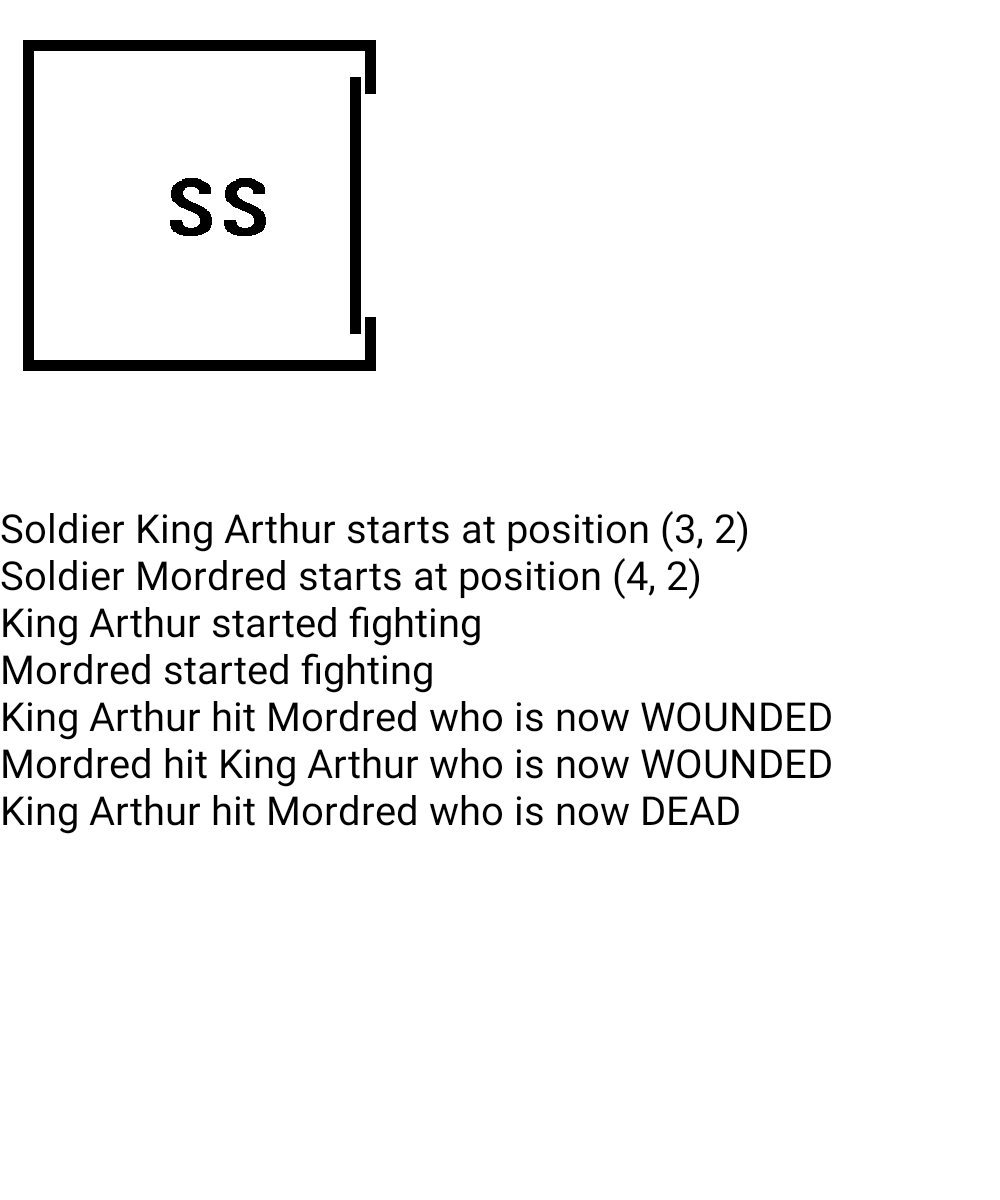 SS
Soldier King Arthur starts at position (3, 2)
Soldier Mordred starts at position (4, 2)
King Arthur started fighting
Mordred started fighting
King Arthur hit Mordred who is now WOUNDED
Mordred hit King Arthur who is now WOUNDED
King Arthur hit Mordred who is now DEAD